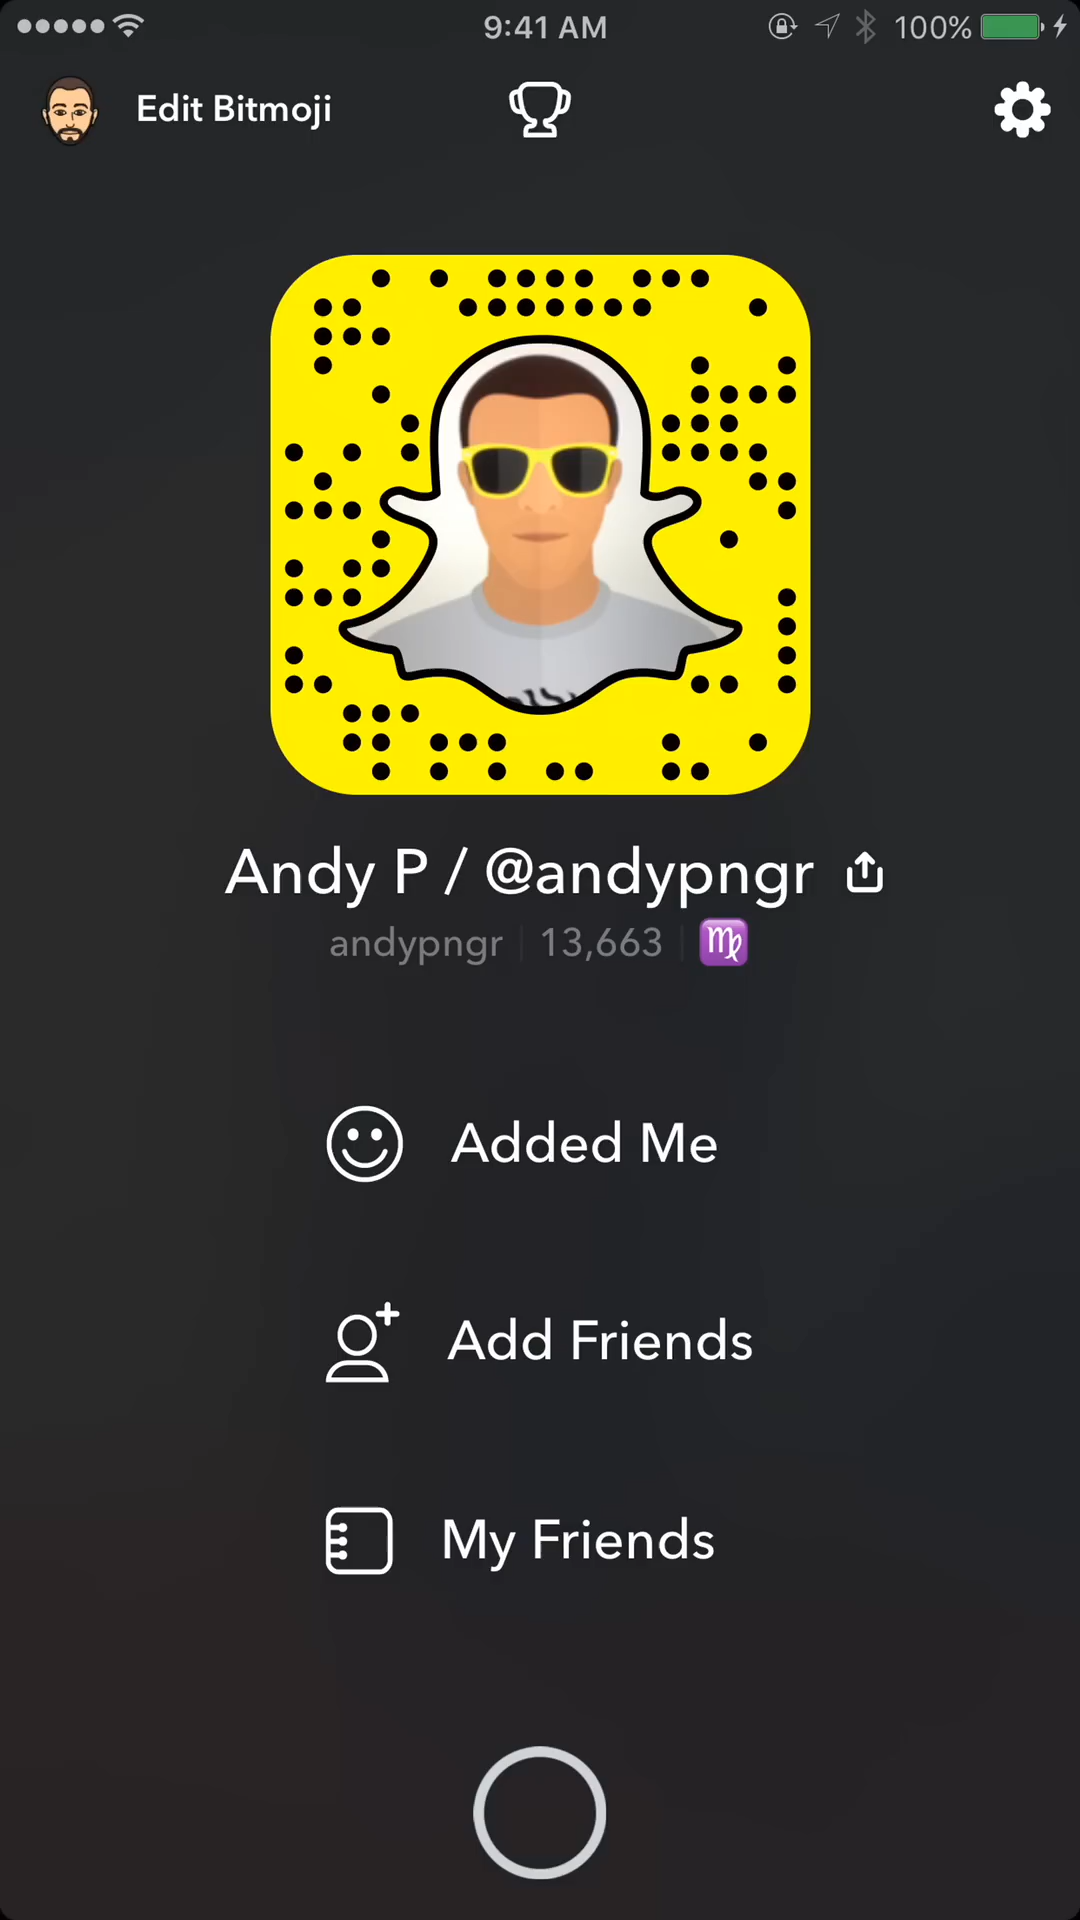 9:41 AM 100%
Edit Bitmoji
Andy P / @andypngr
andypngr 13,663 ♍
Added Me
Add Friends
My Friends